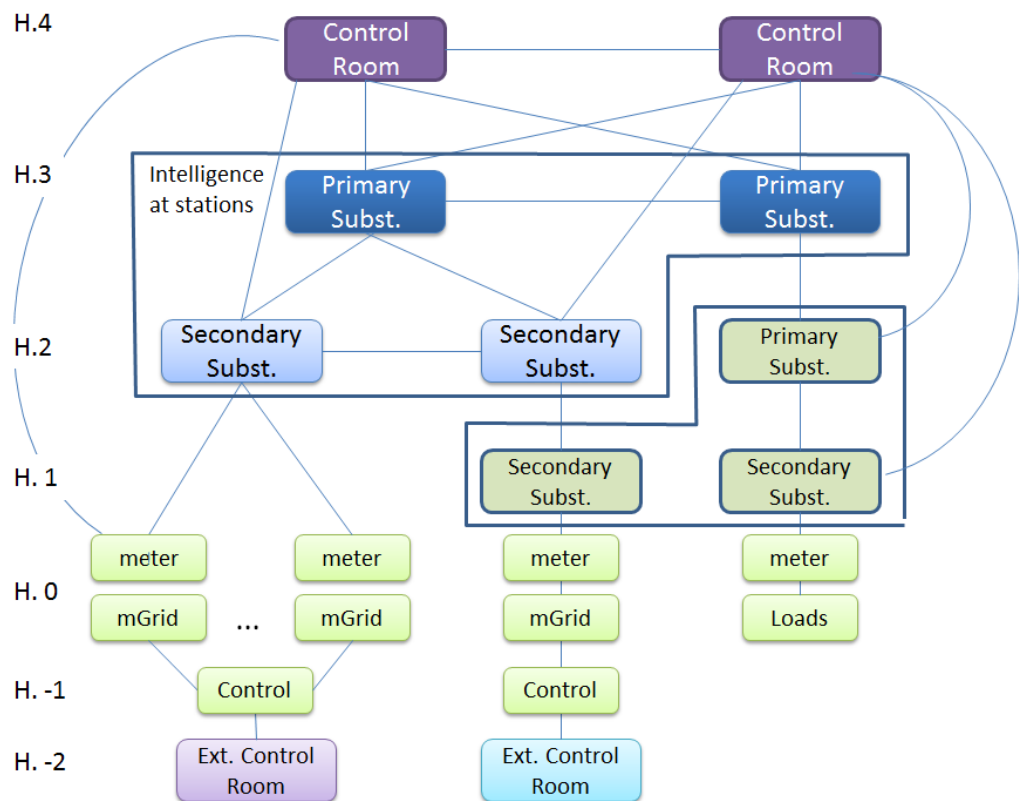 H.4
Control
Room
Control
Room
H.3
Intelligence
at stations
Primary
Subst.
Primary
Subst.
H.2
Secondary
Subst.
Secondary
Subst.
Primary
Subst.
H. 1
Secondary
Subst.
Secondary
Subst.
meter
meter
meter
meter
H. 0
mGrid
...
mGrid
mGrid
Loads
H. -1
Control
Control
H. -2
Ext. Control
Room
Ext. Control
Room